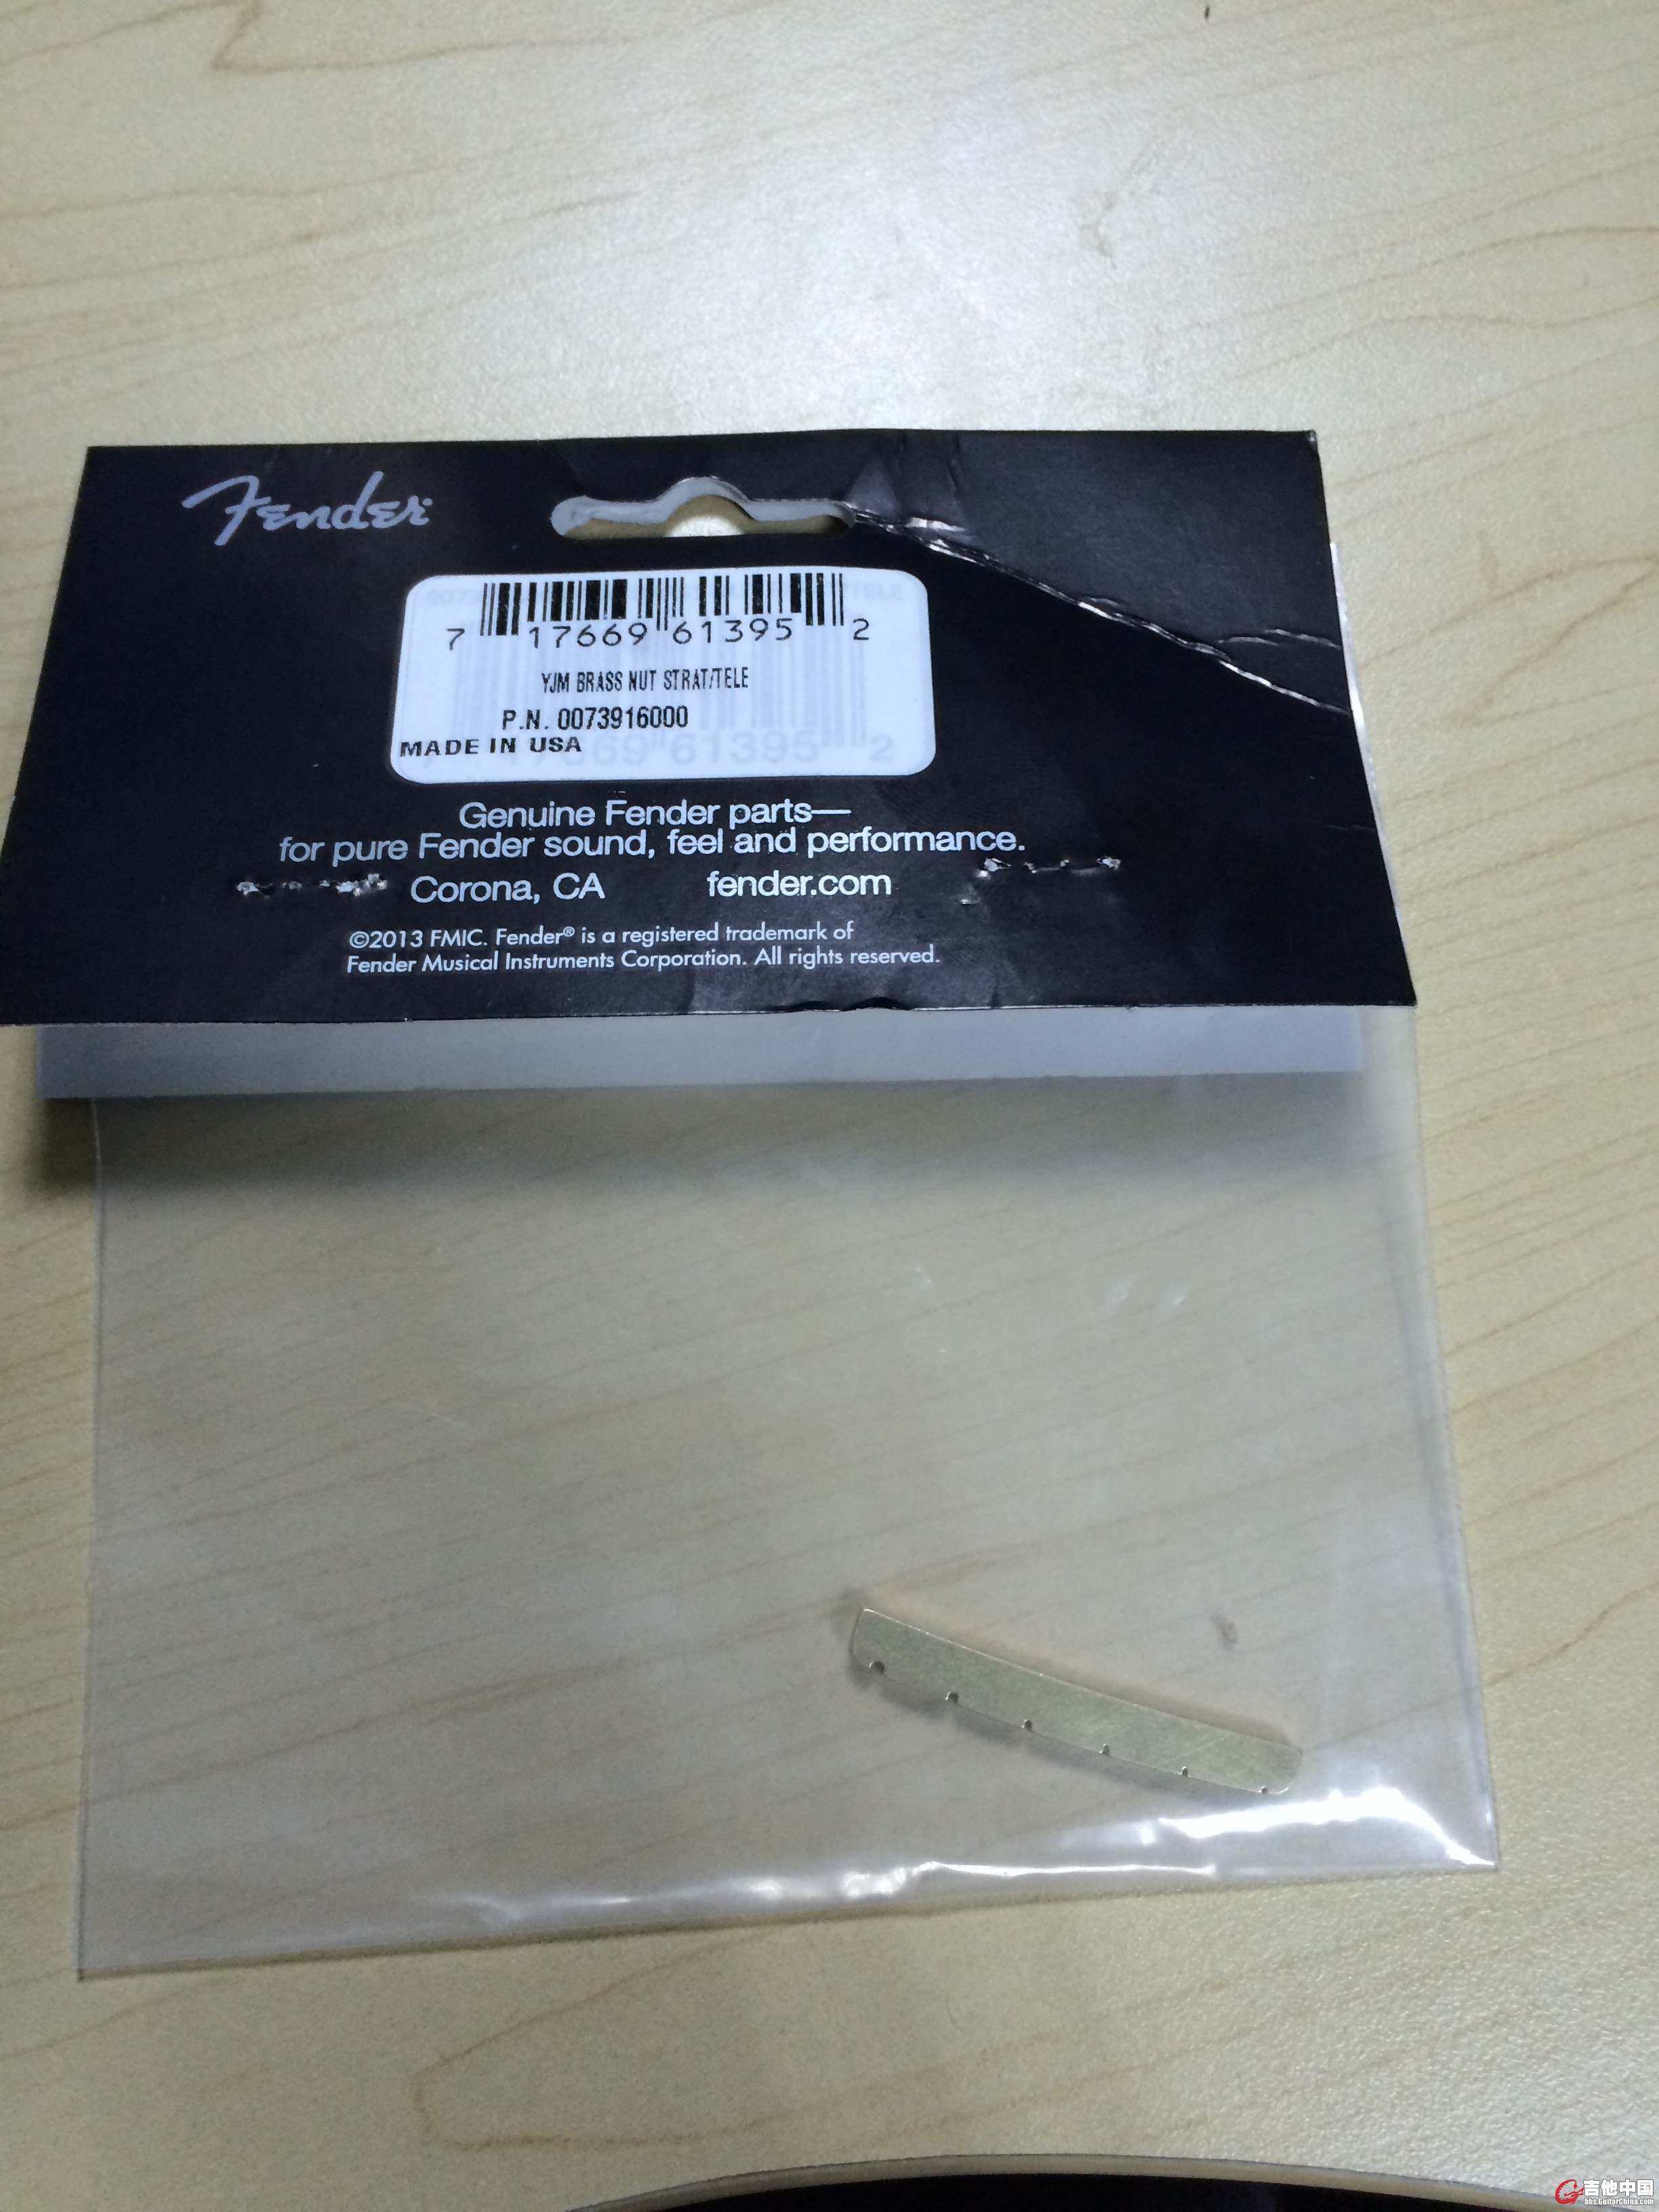 Fender
7 17669 61395 2
YJM BRASS NUT STRAT/TELE
P.N. 0073916000
MADE IN USA
Genuine Fender parts—
for pure Fender sound, feel and performance.
Corona, CA fender.com
©2013 FMIC. Fender® is a registered trademark of
Fender Musical Instruments Corporation. All rights reserved.
吉他中国
bbs.GuitarChina.com